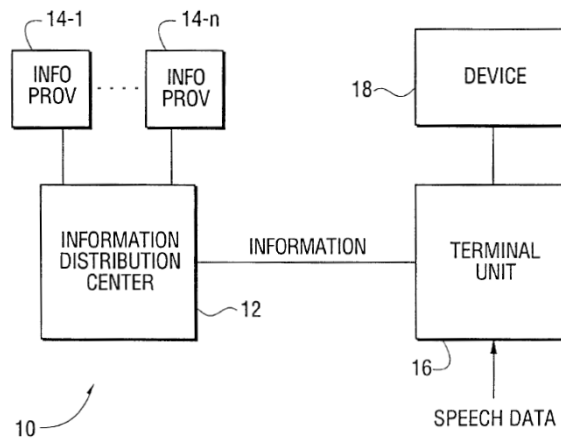 14-1
14-n
INFO
PROV
. . . .
INFO
PROV
DEVICE
18
INFORMATION
DISTRIBUTION
CENTER
INFORMATION
TERMINAL
UNIT
12
16
10
SPEECH DATA